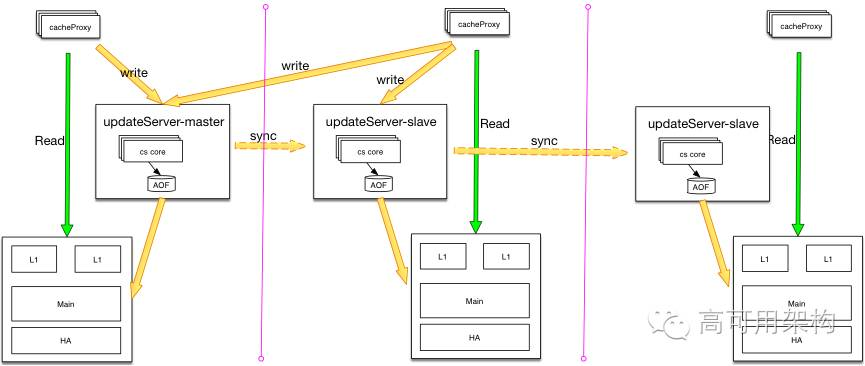 cacheProxy
cacheProxy
cacheProxy
write
write
write
updateServer-master
updateServer-slave
updateServer-slave
Read
sync
Read
sync
Read
cs core
cs core
cs core
AOF
AOF
AOF
L1
L1
L1
L1
L1
L1
Main
Main
Main
高可用架构
HA
HA
HA